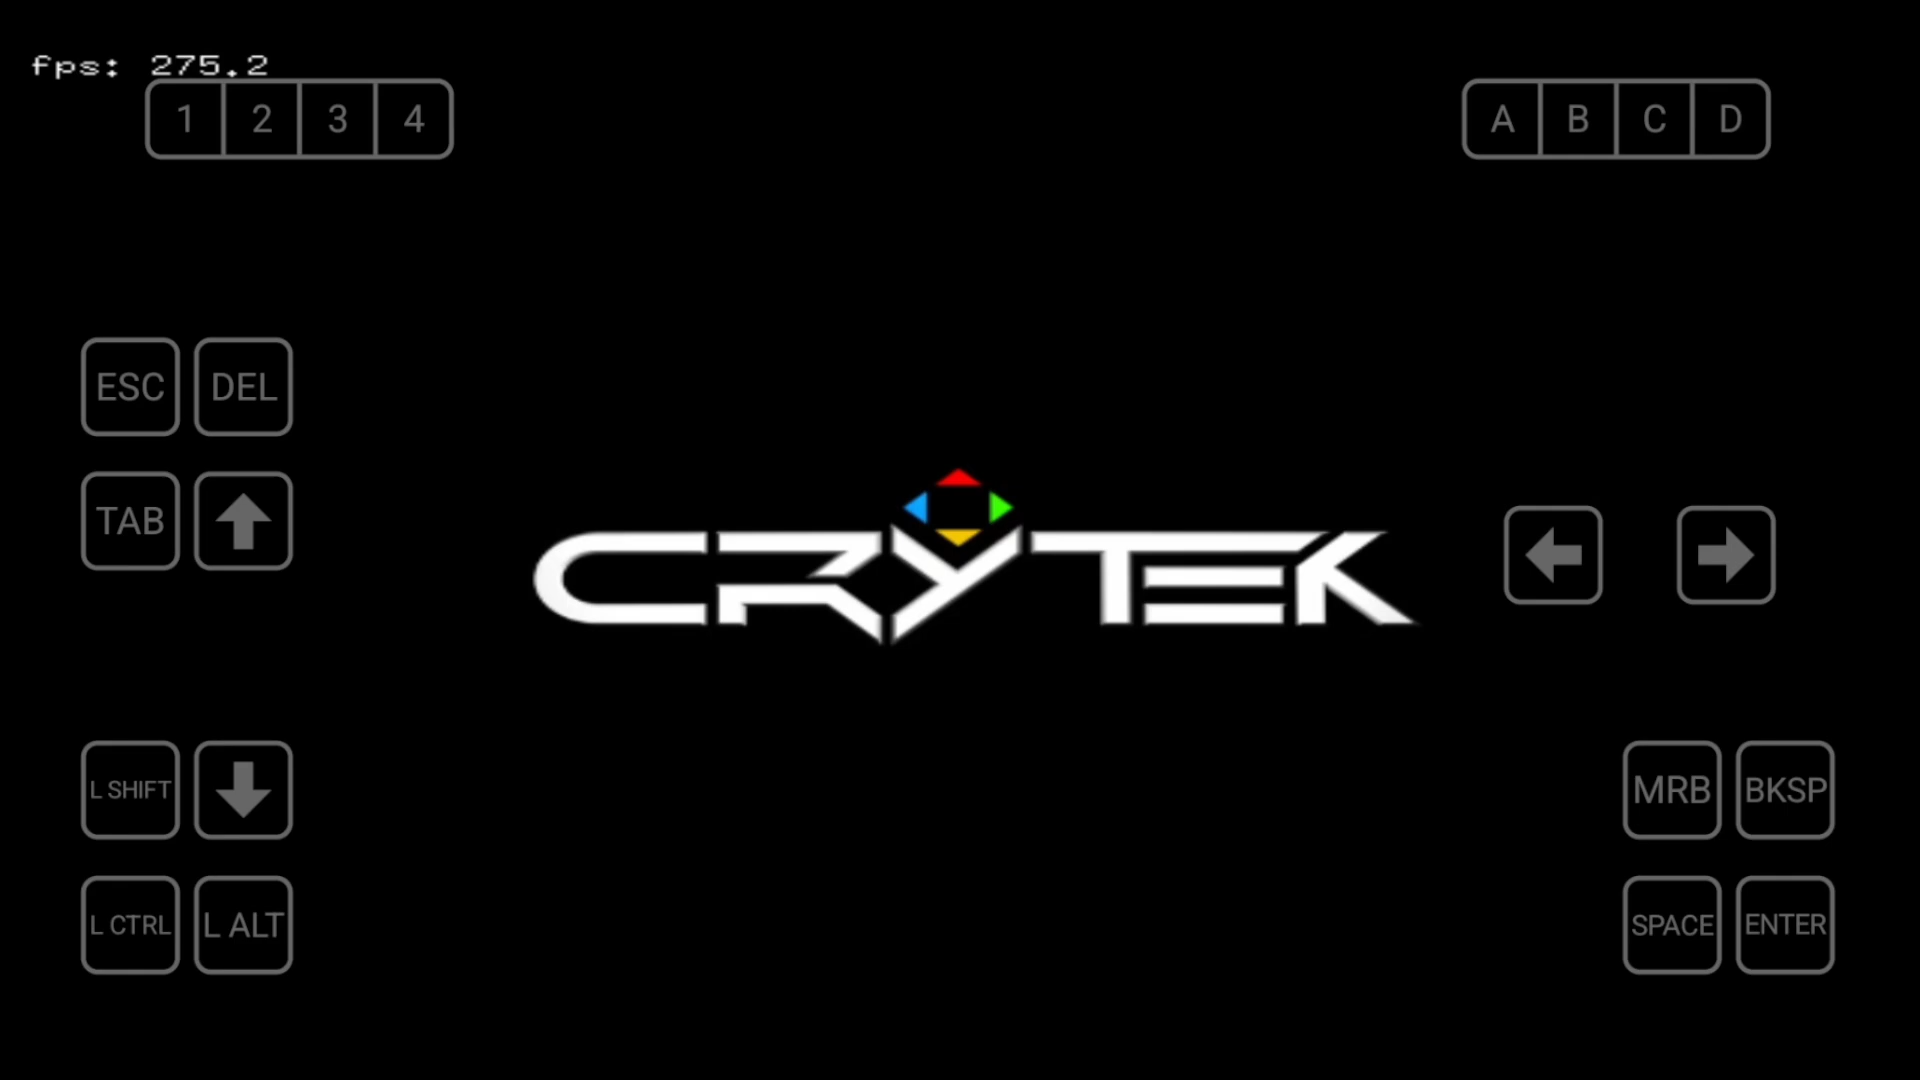 fps: 275.2
1 2 3 4
A B C D
ESC DEL
TAB
CRYTEK
L SHIFT
MRB BKSP
L CTRL L ALT
SPACE ENTER